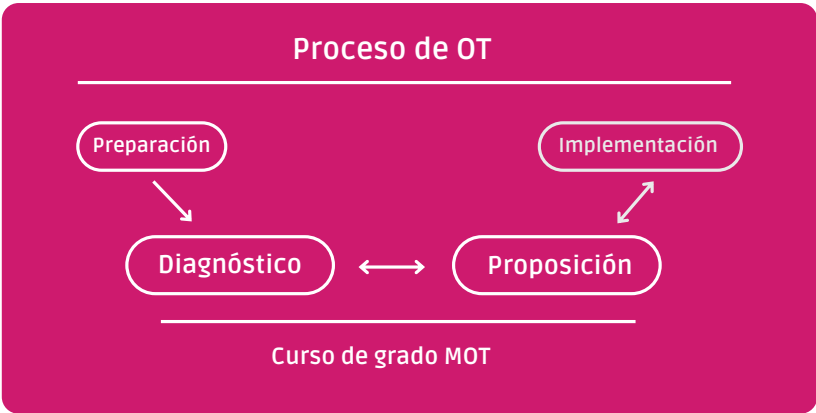 Proceso de OT
Preparación
Implementación
Diagnóstico
Proposición
Curso de grado MOT